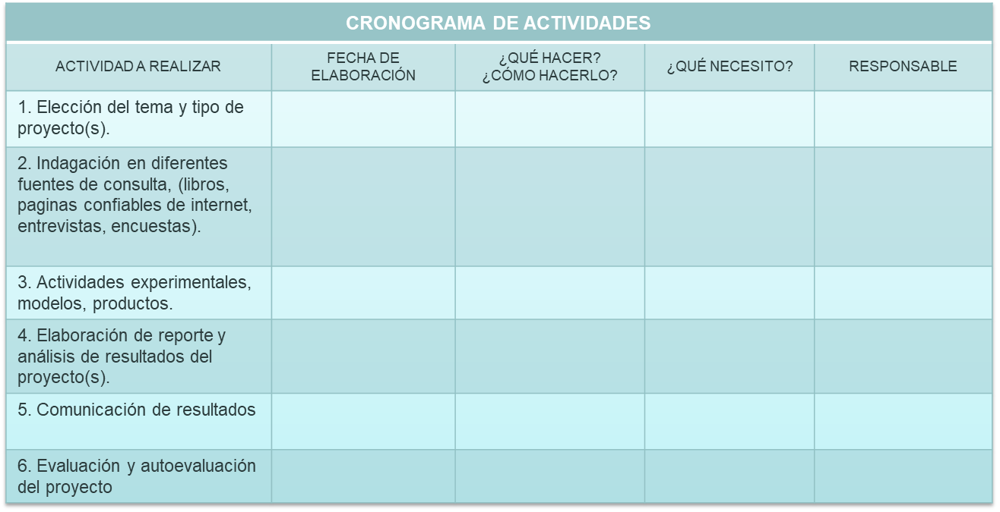 CRONOGRAMA DE ACTIVIDADES
ACTIVIDAD A REALIZAR
FECHA DE
ELABORACIÓN
¿QUÉ HACER?
¿CÓMO HACERLO?
¿QUÉ NECESITO?
RESPONSABLE
1. Elección del tema y tipo de
proyecto(s).
2. Indagación en diferentes
fuentes de consulta, (libros,
paginas confiables de internet,
entrevistas, encuestas).
3. Actividades experimentales,
modelos, productos.
4. Elaboración de reporte y
análisis de resultados del
proyecto(s).
5. Comunicación de resultados
6. Evaluación y autoevaluación
del proyecto